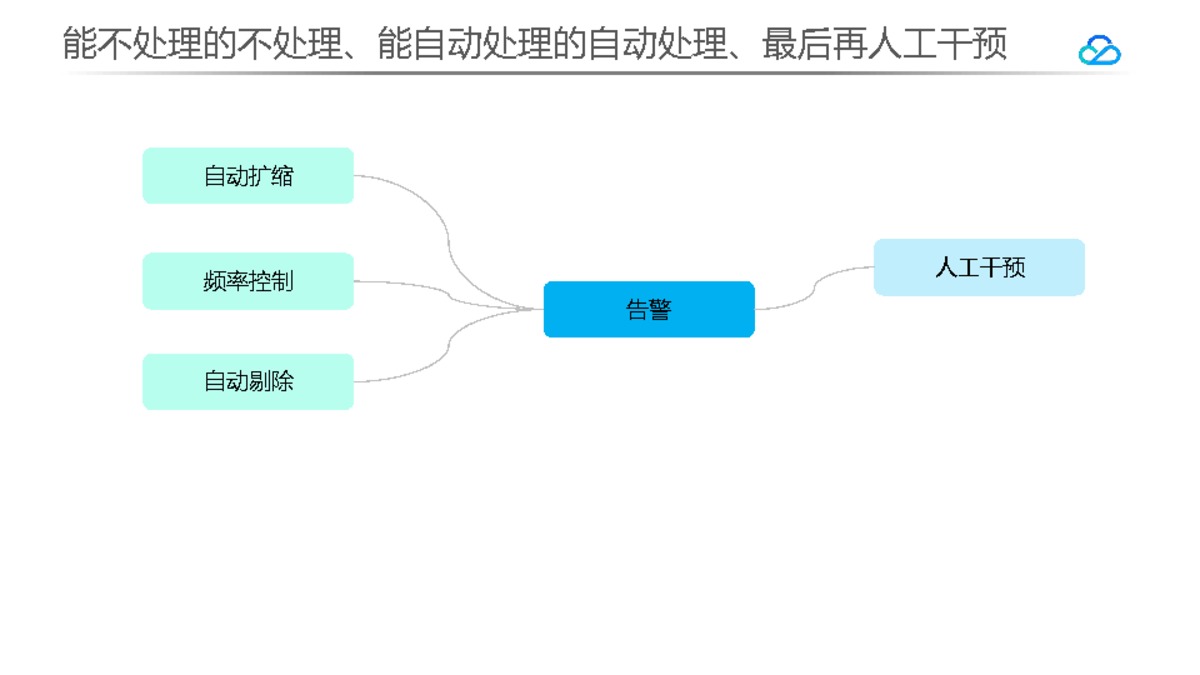 能不处理的不处理、能自动处理的自动处理、最后再人工干预
自动扩缩
频率控制
自动剔除
告警
人工干预